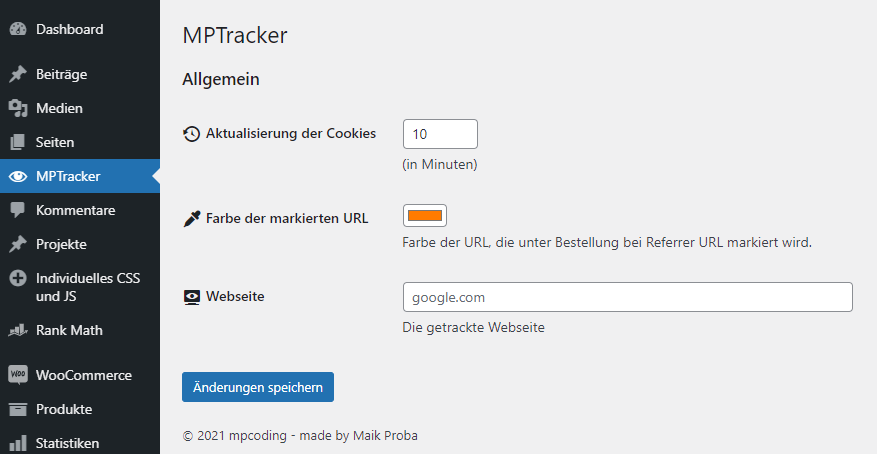 Dashboard
Beiträge
Medien
Seiten
MPTracker
Kommentare
Projekte
Individuelles CSS
und JS
Rank Math
WOO
WooCommerce
Produkte
Statistiken
MPTracker
Allgemein
Aktualisierung der Cookies
10
(in Minuten)
Farbe der markierten URL
Farbe der URL, die unter Bestellung bei Referrer URL markiert wird.
Webseite
google.com
Die getrackte Webseite
Änderungen speichern
© 2021 mpcoding - made by Maik Proba